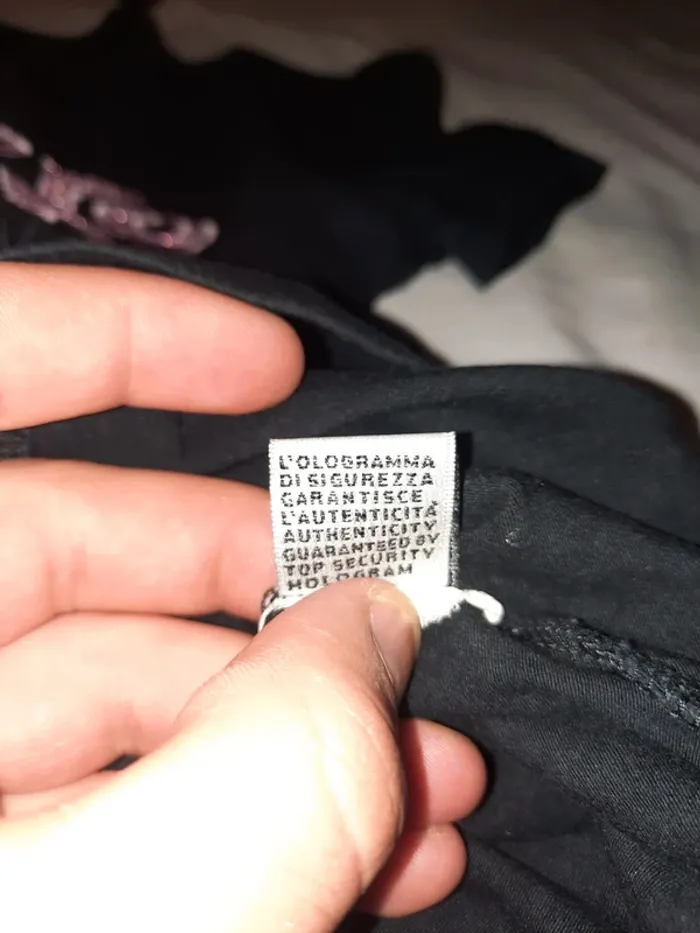 L'OLOGRAMMA
DI SIGUREZZA
GARANTISCE
L'AUTENTICITÀ
AUTHENTICITY
GUARANTEED BY
TOP SECURITY
HOLOGRAM